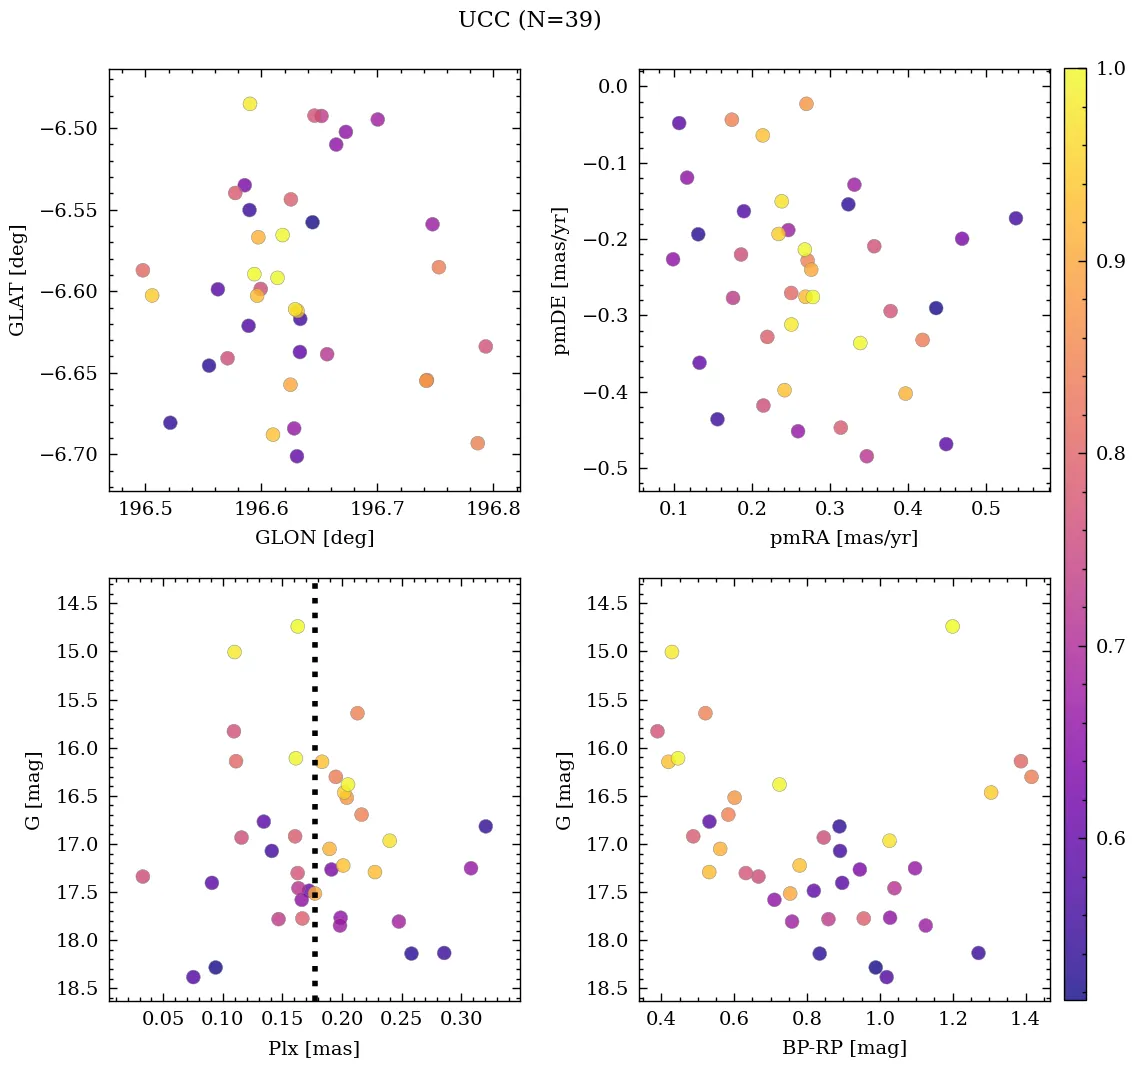 UCC (N=39)
−6.50
−6.55
−6.60
−6.65
−6.70
GLAT [deg]
196.5 196.6 196.7 196.8
GLON [deg]
0.0
−0.1
−0.2
−0.3
−0.4
−0.5
pmDE [mas/yr]
0.1 0.2 0.3 0.4 0.5
pmRA [mas/yr]
14.5
15.0
15.5
16.0
16.5
17.0
17.5
18.0
18.5
G [mag]
0.05 0.10 0.15 0.20 0.25 0.30
Plx [mas]
14.5
15.0
15.5
16.0
16.5
17.0
17.5
18.0
18.5
G [mag]
0.4 0.6 0.8 1.0 1.2 1.4
BP-RP [mag]
1.0
0.9
0.8
0.7
0.6